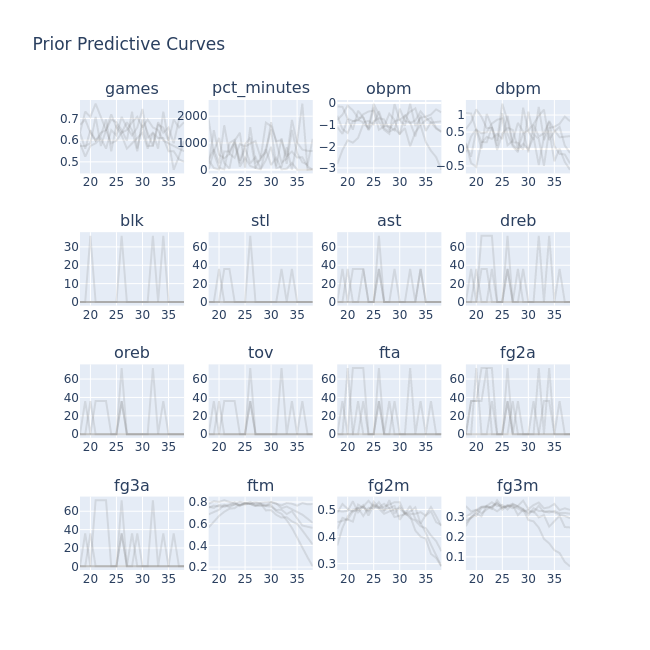 Prior Predictive Curves
games pct_minutes obpm dbpm
0.7 0.6 0.5 2000 1000 0 0 −1 −2 −3 1 0.5 0 −0.5
20 25 30 35 20 25 30 35 20 25 30 35 20 25 30 35
blk stl ast dreb
30 20 10 0 60 40 20 0 60 40 20 0 60 40 20 0
20 25 30 35 20 25 30 35 20 25 30 35 20 25 30 35
oreb tov fta fg2a
60 40 20 0 60 40 20 0 60 40 20 0 60 40 20 0
20 25 30 35 20 25 30 35 20 25 30 35 20 25 30 35
fg3a ftm fg2m fg3m
60 40 20 0 0.8 0.6 0.4 0.2 0.5 0.4 0.3 0.3 0.2 0.1
20 25 30 35 20 25 30 35 20 25 30 35 20 25 30 35